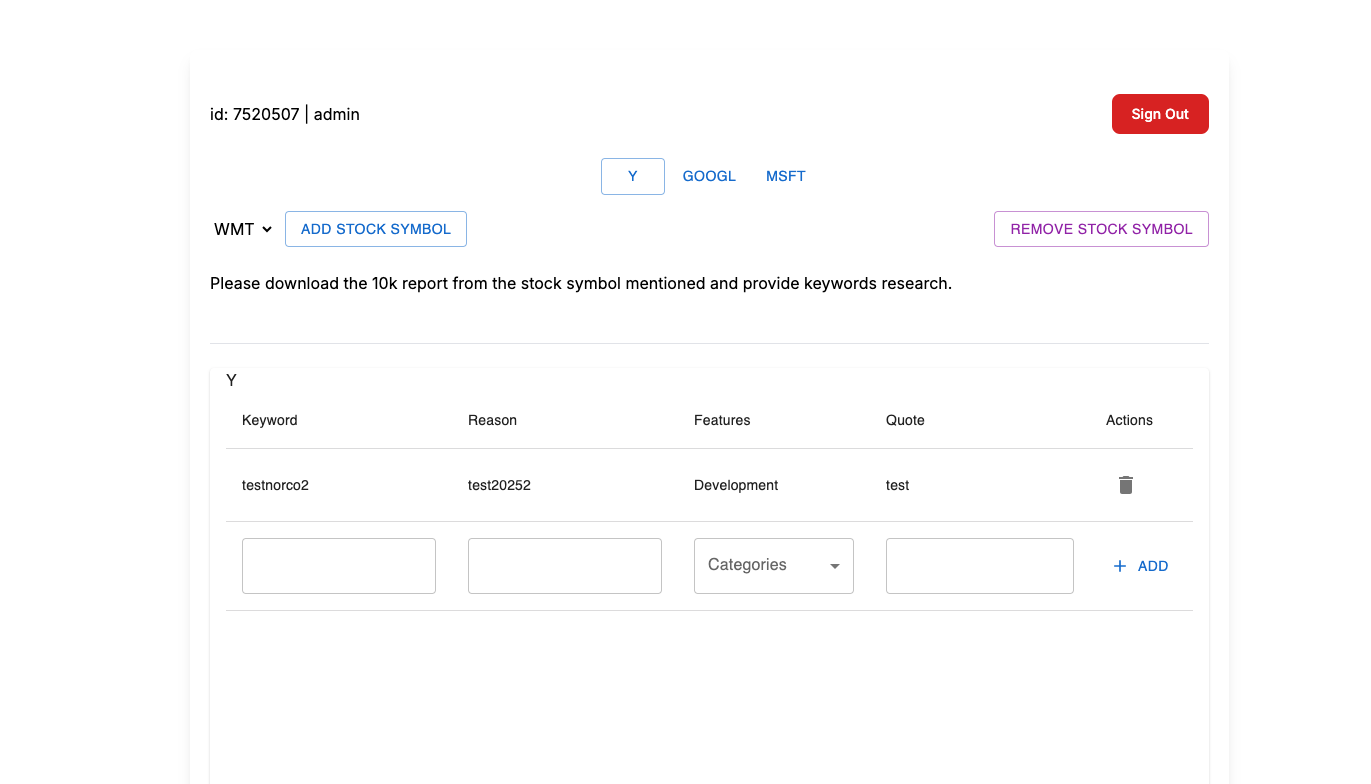 id: 7520507 | admin
Sign Out
Y
GOOGL
MSFT
WMT
ADD STOCK SYMBOL
REMOVE STOCK SYMBOL
Please download the 10k report from the stock symbol mentioned and provide keywords research.
Y
Keyword
Reason
Features
Quote
Actions
testnorco2
test20252
Development
test
Categories
ADD